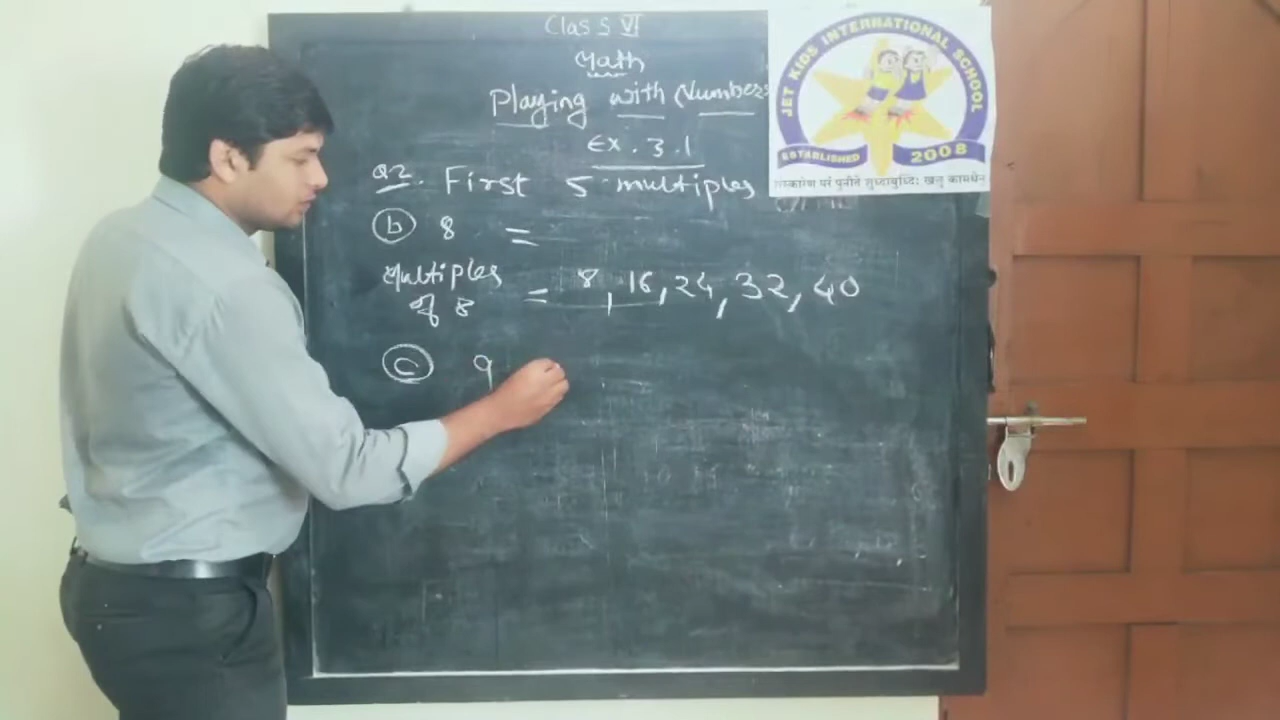 Class VI
Math
Playing with Numbers
Ex. 3.1
Q2. First 5 multiples
(b) 8 =
Multiples of 8 = 8, 16, 24, 32, 40
(c) 9
JET KIDS INTERNATIONAL SCHOOL
ESTABLISHED 2008